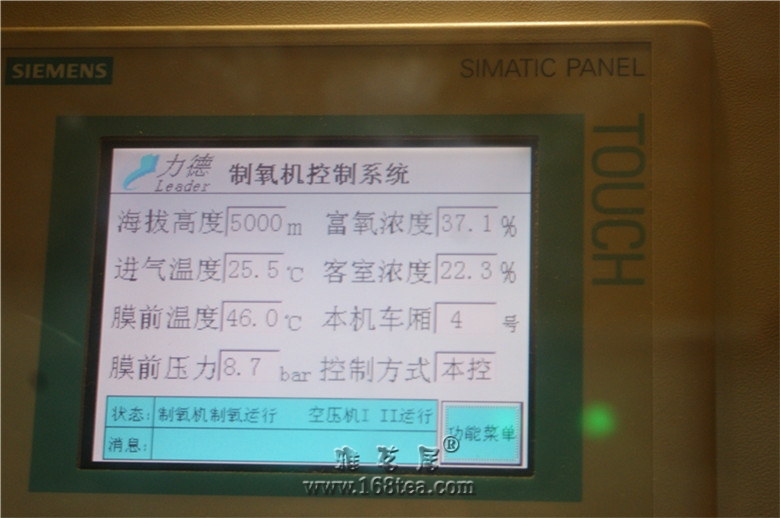 SIEMENS
SIMATIC PANEL
TOUCH
力德 制氧机控制系统
Leader
海拔高度 5000 m 富氧浓度 37.1 %
进气温度 25.5 ℃ 客室浓度 22.3 %
膜前温度 46.0 ℃ 本机车厢 4 号
膜前压力 8.7 bar 控制方式 本控
状态: 制氧机制氧运行 空压机I II运行
消息:
功能菜单
雅茗居®
www.168tea.com